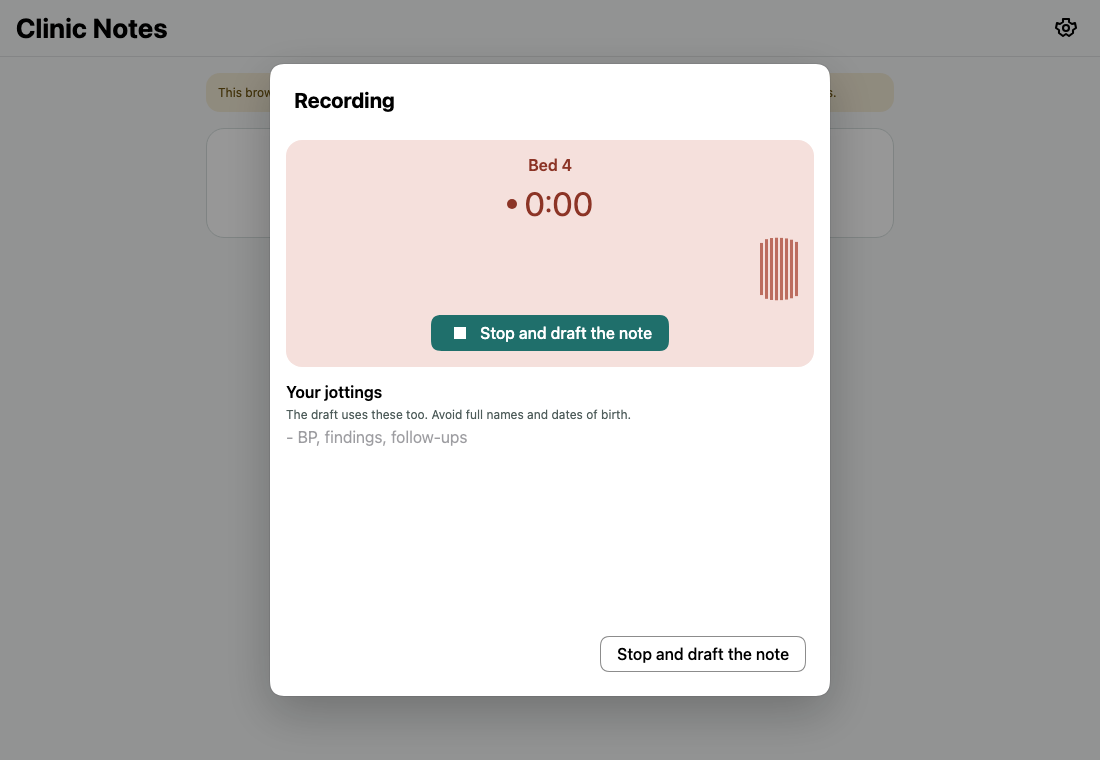 Clinic Notes
This brow
s.
Recording
Bed 4
0:00
Stop and draft the note
Your jottings
The draft uses these too. Avoid full names and dates of birth.
- BP, findings, follow-ups
Stop and draft the note